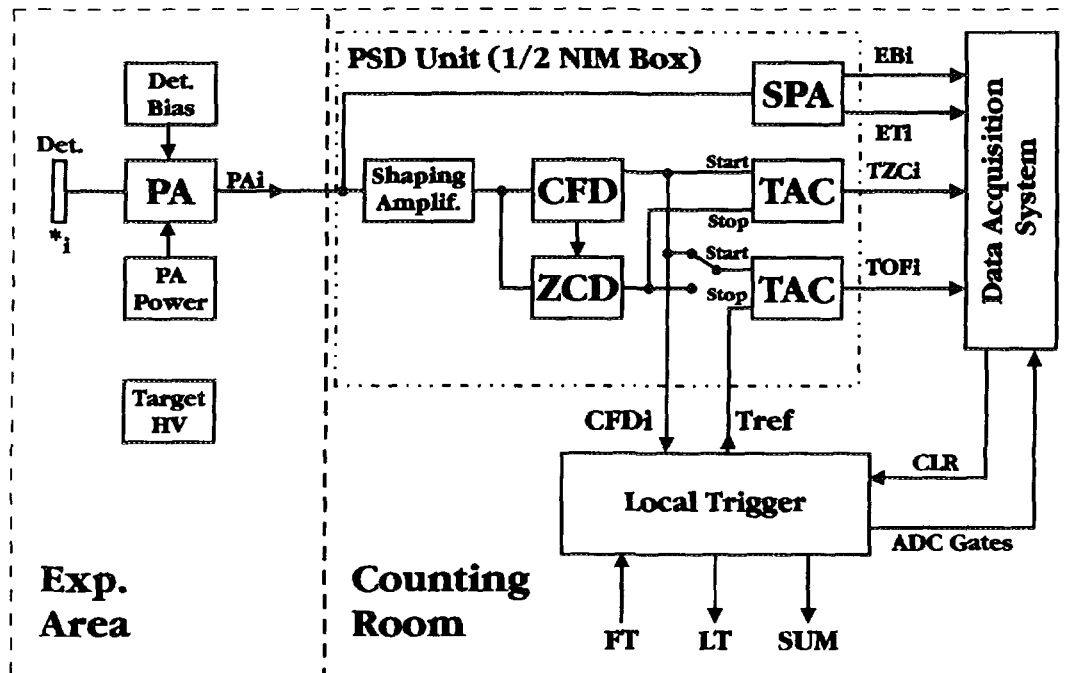 PSD Unit (1/2 NIM Box)
Det.
Bias
Det.
PA
PAi
*i
PA
Power
Target
HV
Shaping
Amplif.
CFD
ZCD
SPA
Start
TAC
Stop
Start
Stop
TAC
EBi
ETi
TZCi
TOFi
Data Acquisition
System
CFDi
Tref
CLR
Local Trigger
ADC Gates
FT
LT
SUM
Exp.
Area
Counting
Room